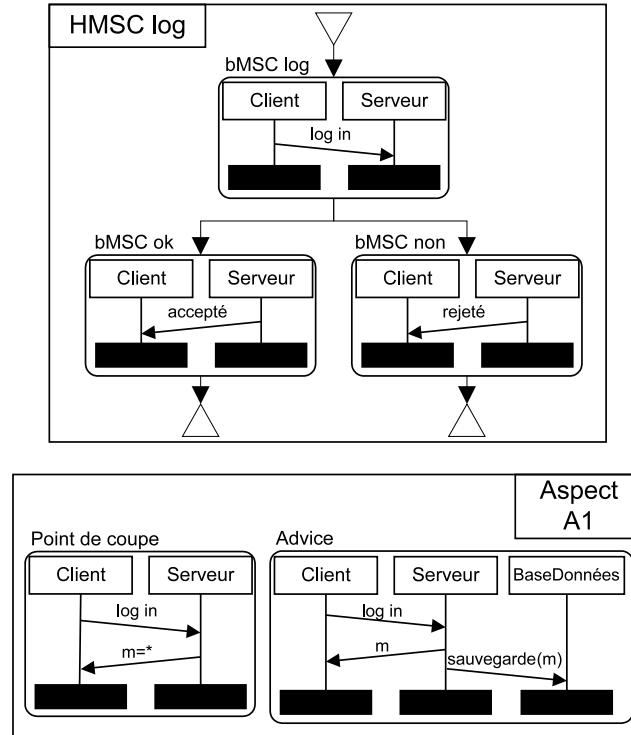 HMSC log
bMSC log
Client Serveur
log in
bMSC ok bMSC non
Client Serveur Client Serveur
accepté rejeté
Aspect
A1
Point de coupe Advice
Client Serveur Client Serveur BaseDonnées
log in log in
m=* m
sauvegarde(m)